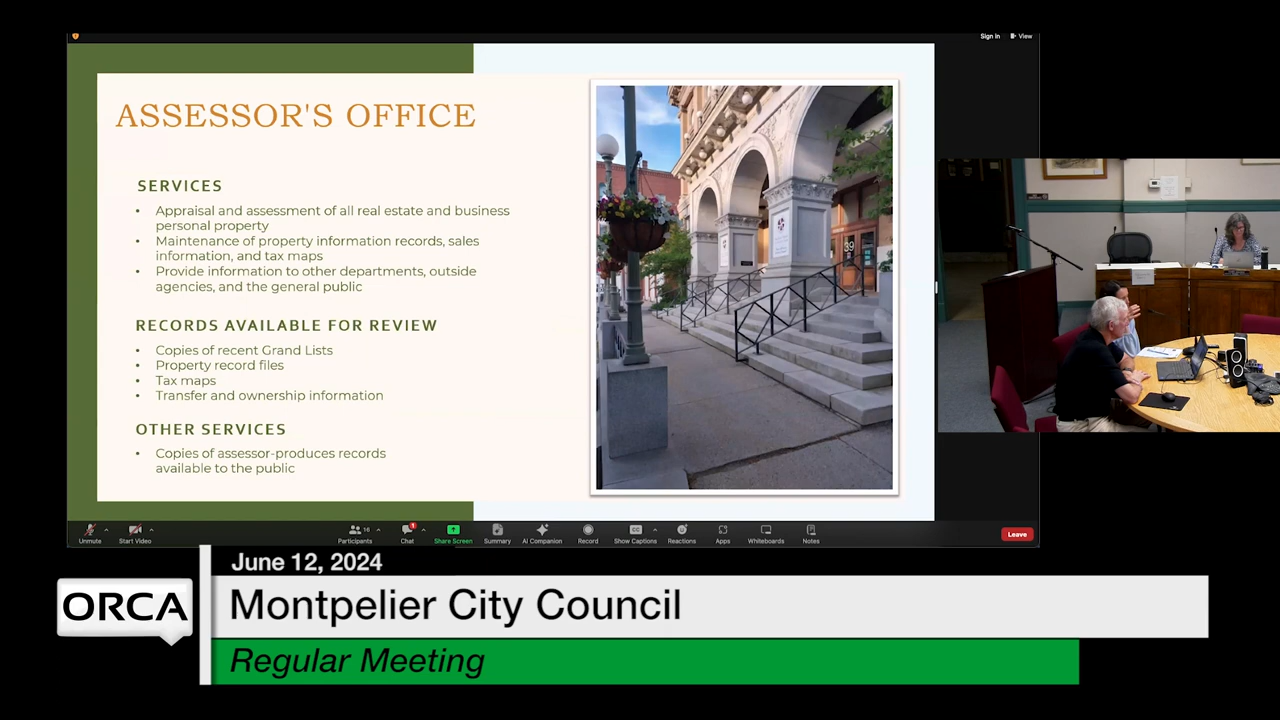 Sign in
View
ASSESSOR'S OFFICE
SERVICES
• Appraisal and assessment of all real estate and business
personal property
• Maintenance of property information records, sales
information, and tax maps
• Provide information to other departments, outside
agencies, and the general public
RECORDS AVAILABLE FOR REVIEW
• Copies of recent Grand Lists
• Property record files
• Tax maps
• Transfer and ownership information
OTHER SERVICES
• Copies of assessor-produces records
available to the public
39
Unmute
Start Video
16
Participants
1
Chat
Share Screen
Summary
AI Companion
Record
CC
Show Captions
Reactions
Apps
Whiteboards
Notes
Leave
June 12, 2024
ORCA
Montpelier City Council
Regular Meeting